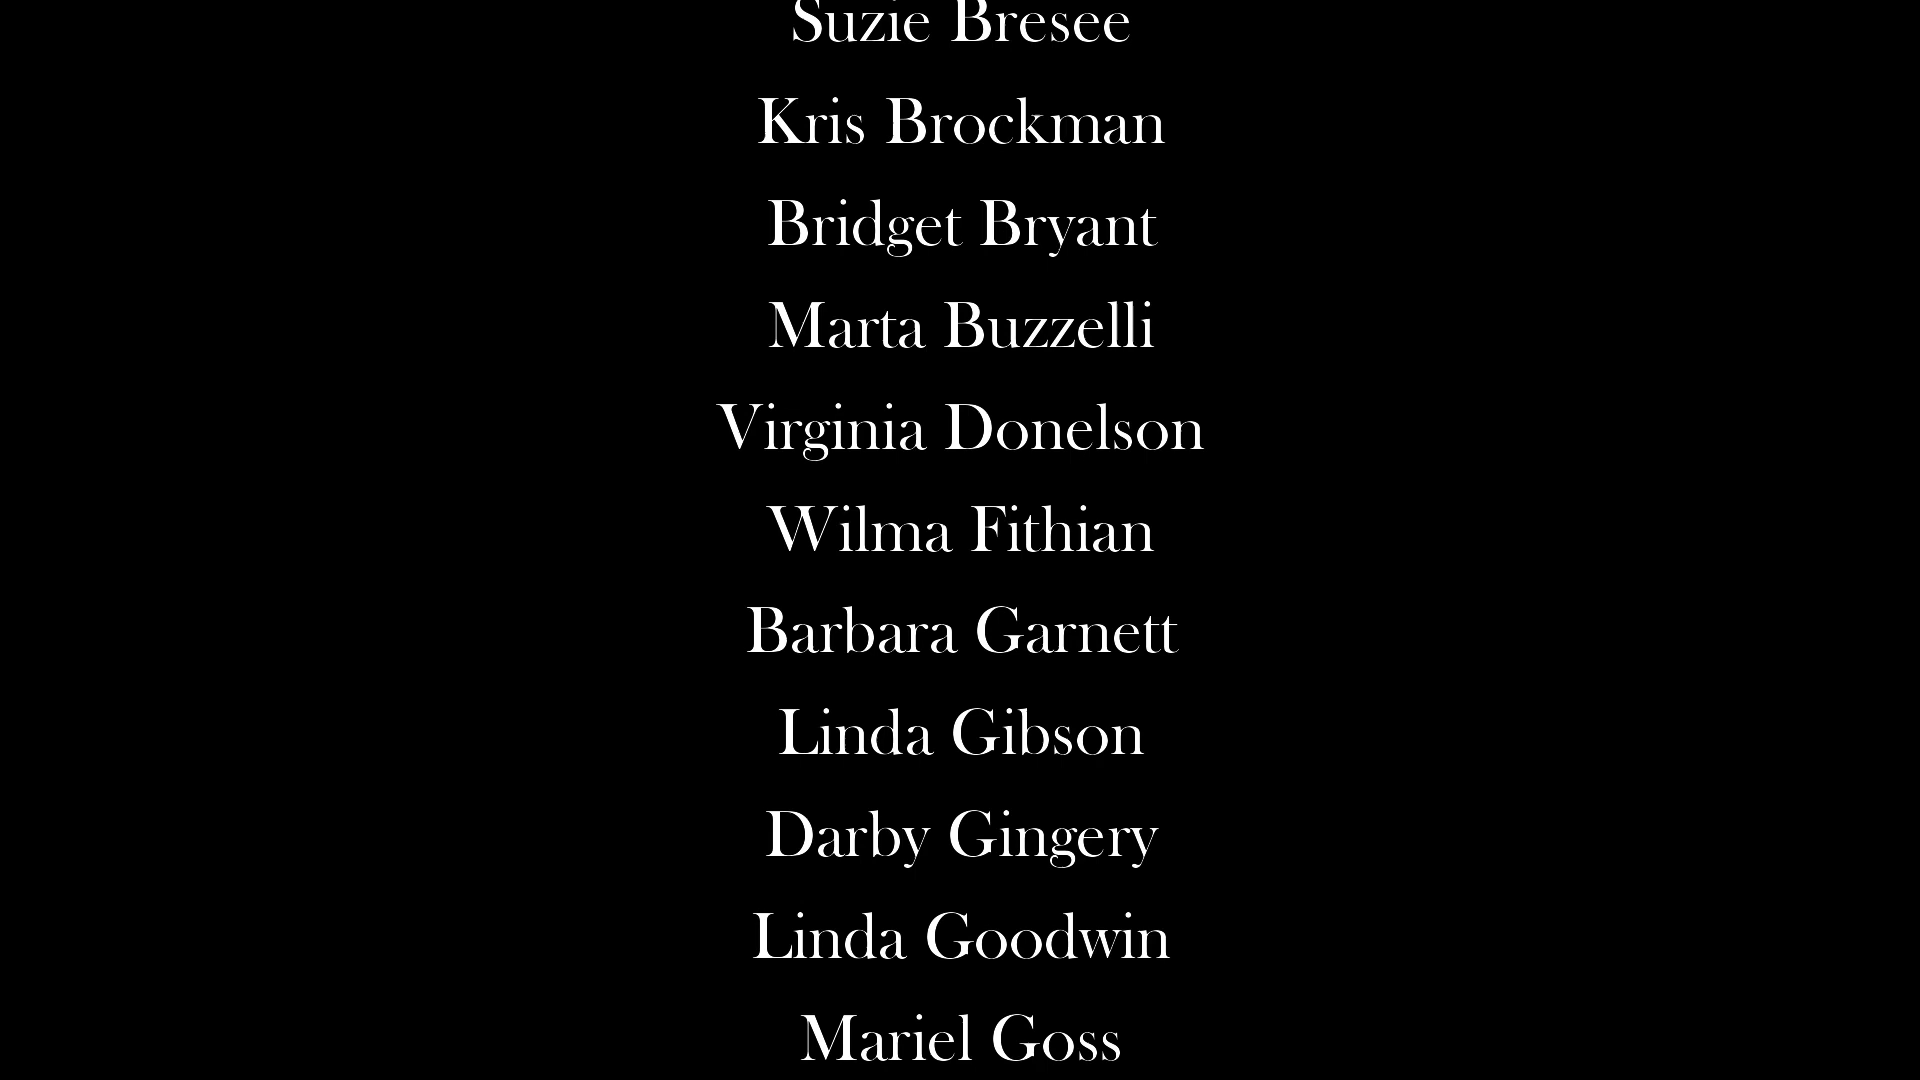 Suzie Bresee
Kris Brockman
Bridget Bryant
Marta Buzzelli
Virginia Donelson
Wilma Fithian
Barbara Garnett
Linda Gibson
Darby Gingery
Linda Goodwin
Mariel Goss